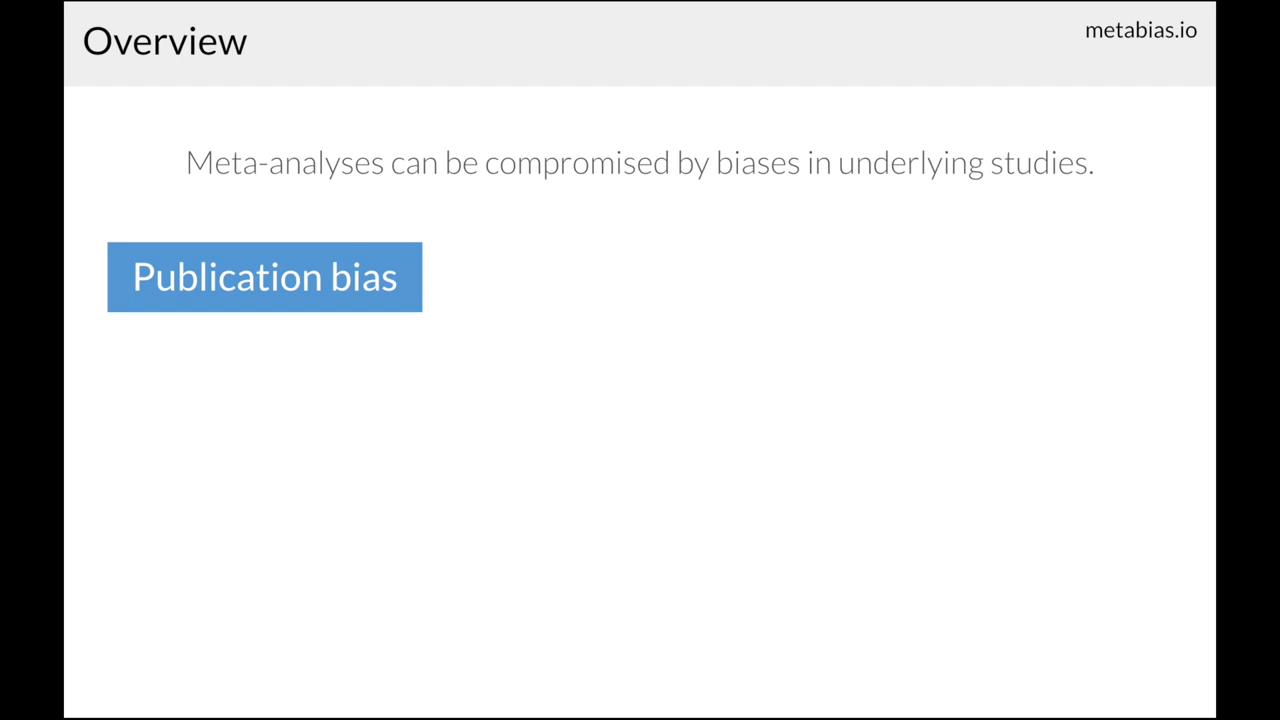 Overview
metabias.io
Meta-analyses can be compromised by biases in underlying studies.
Publication bias